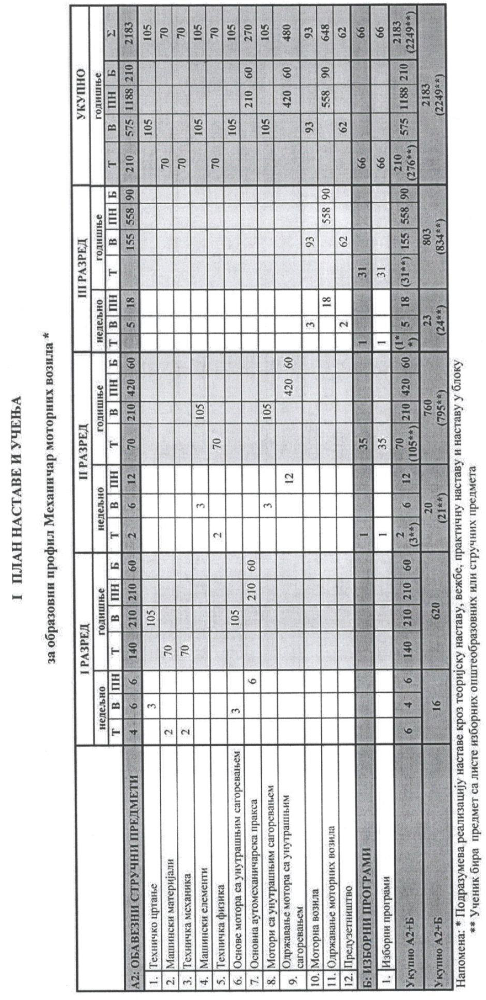 I ПЛАН НАСТАВЕ И УЧЕЊА
за образовни профил Механичар моторних возила *
I РАЗРЕД II РАЗРЕД III РАЗРЕД УКУПНО
недељно годишње недељно годишње недељно годишње годишње
Т В ПН Т В ПН Б Т В ПН Т В ПН Б Т В ПН Т В ПН Б Т В ПН Б Σ
А2: ОБАВЕЗНИ СТРУЧНИ ПРЕДМЕТИ 4 6 6 140 210 210 60 2 6 12 70 210 420 60 5 18 155 558 90 210 575 1188 210 2183
1. Техничко цртање 3 105 105 105
2. Машински материјали 2 70 70 70
3. Техничка механика 2 70 70 70
4. Машински елементи 3 105 105 105
5. Техничка физика 2 70 70 70
6. Основе мотора са унутрашњим сагоревањем 3 105 105 105
7. Основна аутомеханичарска пракса 6 210 60 210 60 270
8. Мотори са унутрашњим сагоревањем 3 105 105 105
9. Одржавање мотора са унутрашњим 12 420 60 420 60 480
сагоревањем
10. Моторна возила 3 93 93 93
11. Одржавање моторних возила 18 558 90 558 90 648
12. Предузетништво 2 62 62 62
Б: ИЗБОРНИ ПРОГРАМИ 1 35 1 31 66 66
1. Изборни програми 1 35 1 31 66 66
Укупно А2+Б 6 4 6 140 210 210 60 2 6 12 70 210 420 60 (1* 5 18 (31**) 155 558 90 210 575 1188 210 2183
(3**) (105**) *) (276**) (2249**)
Укупно А2+Б 16 620 20 760 23 803 2183
(21**) (795**) (24**) (834**) (2249**)
Напомена: * Подразумева реализацију наставе кроз теоријску наставу, вежбе, практичну наставу и наставу у блоку
** Ученик бира предмет са листе изборних општеобразовних или стручних предмета